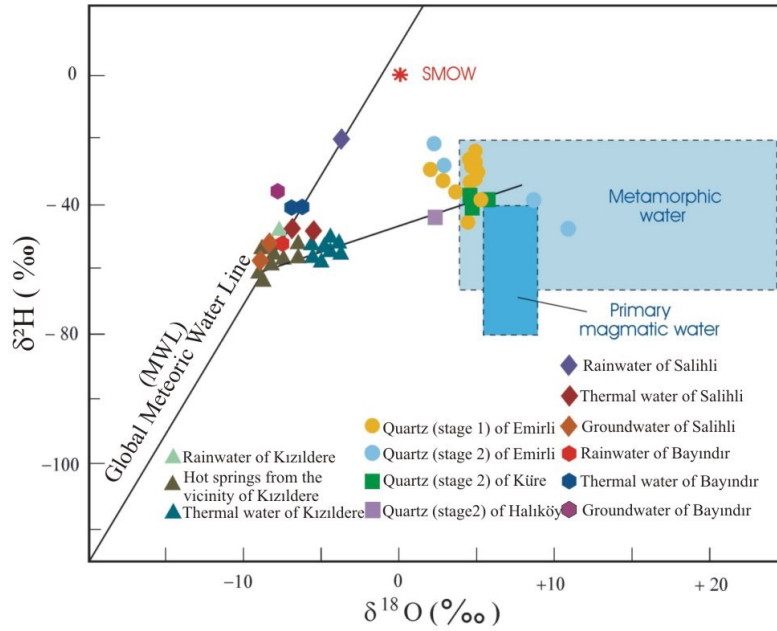 0
SMOW
Metamorphic
water
– 40
Primary
magmatic water
– 80
–100
δ²H ( ‰)
Global Meteoric Water Line
(MWL)
Rainwater of Salihli
Thermal water of Salihli
Groundwater of Salihli
Rainwater of Bayındır
Thermal water of Bayındır
Groundwater of Bayındır
Quartz (stage 1) of Emirli
Quartz (stage 2) of Emirli
Quartz (stage 2) of Küre
Quartz (stage2) of Halıköy
Rainwater of Kızıldere
Hot springs from the
vicinity of Kızıldere
Thermal water of Kızıldere
–10
0
+10
+ 20
δ¹⁸O (‰)